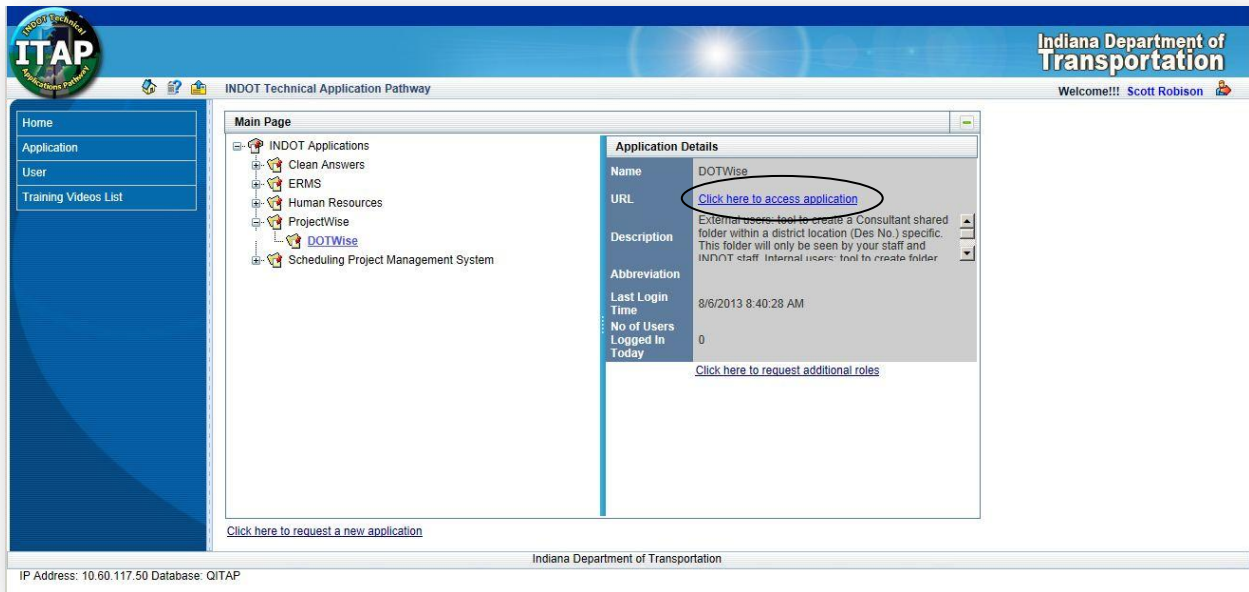 INDOT Technical
ITAP
Applications Pathway
Indiana Department of
Transportation
INDOT Technical Application Pathway
Welcome!!! Scott Robison
Home
Application
User
Training Videos List
Main Page
INDOT Applications
Clean Answers
ERMS
Human Resources
ProjectWise
DOTWise
Scheduling Project Management System
Application Details
Name DOTWise
URL Click here to access application
Description
External users: tool to create a Consultant shared
folder within a district location (Des No.) specific.
This folder will only be seen by your staff and
INDOT staff. Internal users: tool to create folder
Abbreviation
Last Login
Time
8/6/2013 8:40:28 AM
No of Users
Logged In
Today
0
Click here to request additional roles
Click here to request a new application
Indiana Department of Transportation
IP Address: 10.60.117.50 Database: QITAP